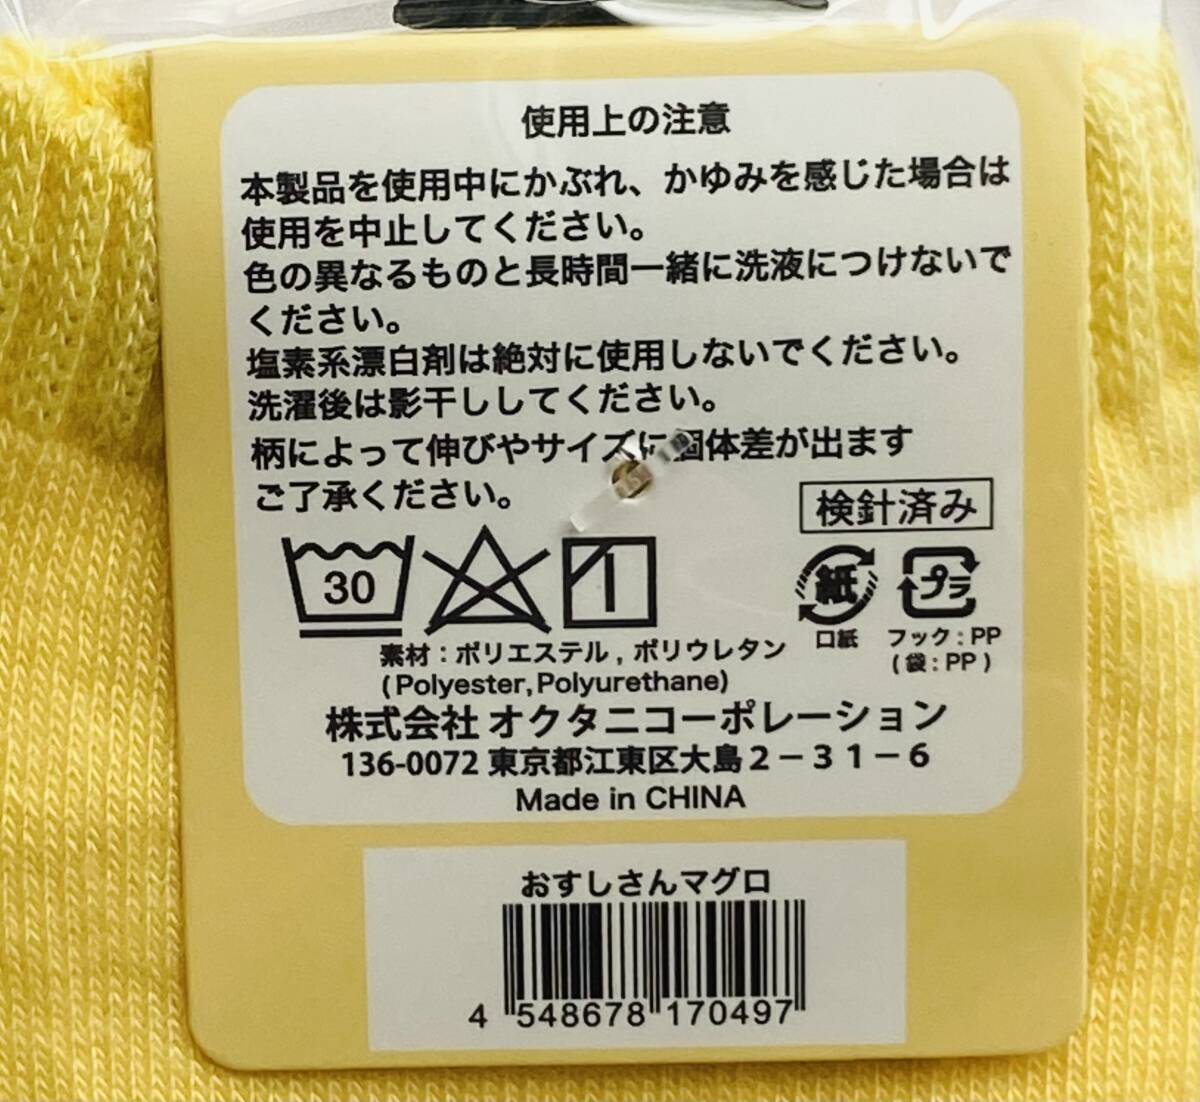 使用上の注意
本製品を使用中にかぶれ、かゆみを感じた場合は
使用を中止してください。
色の異なるものと長時間一緒に洗液につけないで
ください。
塩素系漂白剤は絶対に使用しないでください。
洗濯後は影干ししてください。
柄によって伸びやサイズに個体差が出ます
ご了承ください。
検針済み
30
紙
プラ
口紙
フック:PP
(袋:PP)
素材:ポリエステル,ポリウレタン
(Polyester,Polyurethane)
株式会社 オクタニコーポレーション
136-0072 東京都江東区大島2-31-6
Made in CHINA
おすしさんマグロ
4 548678 170497